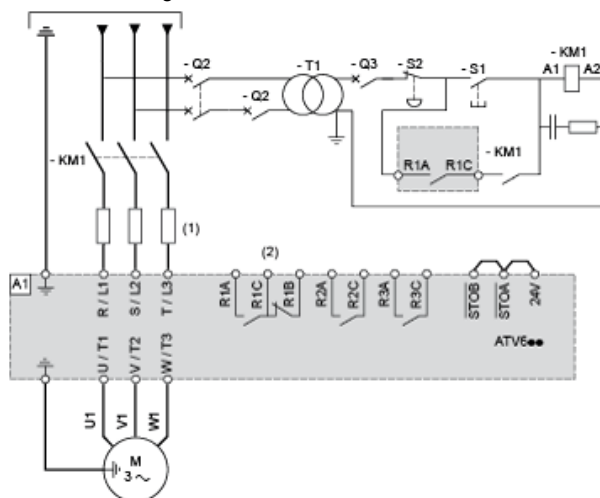 - Q2
- T1
- Q3
- S2
- S1
- KM1
A1
A2
- Q2
- KM1
R1A
R1C
- KM1
(1)
(2)
A1
R / L1
S / L2
T / L3
R1A
R1C
R1B
R2A
R2C
R3A
R3C
STOB
STOA
24V
ATV6●●
U / T1
V / T2
W / T3
U1
V1
W1
M
3 ~